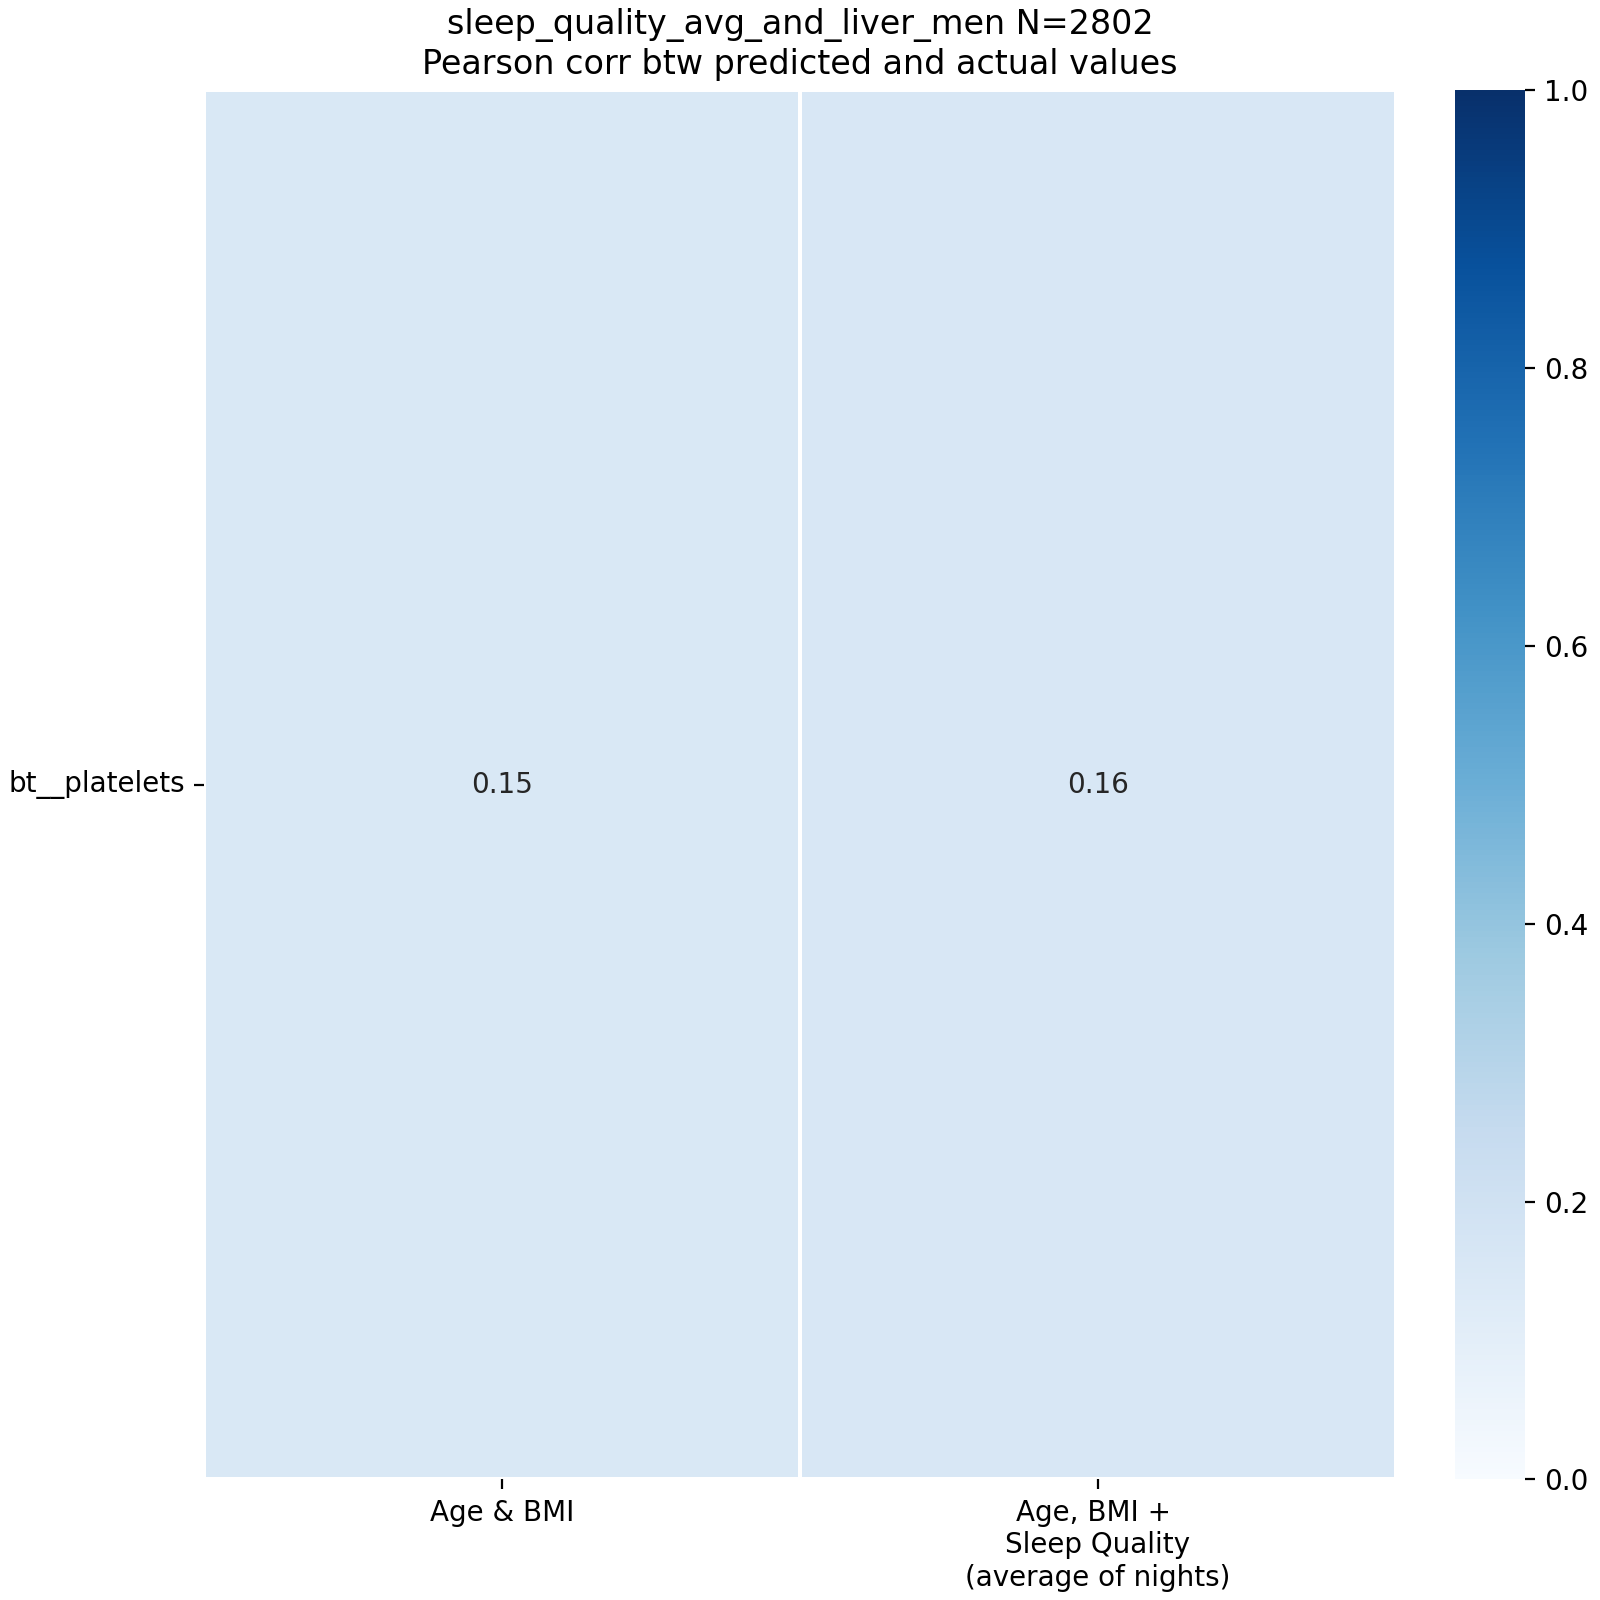 sleep_quality_avg_and_liver_men N=2802
Pearson corr btw predicted and actual values
bt__platelets
0.15
0.16
Age & BMI
Age, BMI +
Sleep Quality
(average of nights)
1.0
0.8
0.6
0.4
0.2
0.0